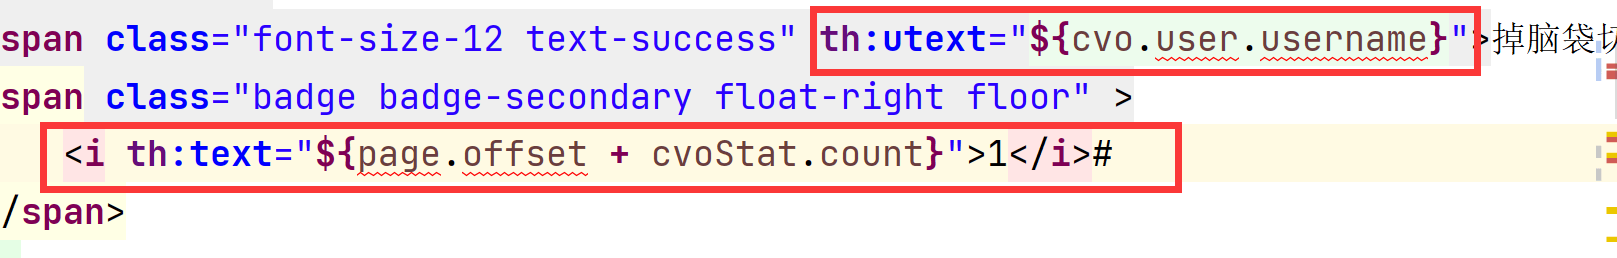 span class="font-size-12 text-success" th:utext="${cvo.user.username}">掉脑袋切
span class="badge badge-secondary float-right floor" >
<i th:text="${page.offset + cvoStat.count}">1</i>#
/span>